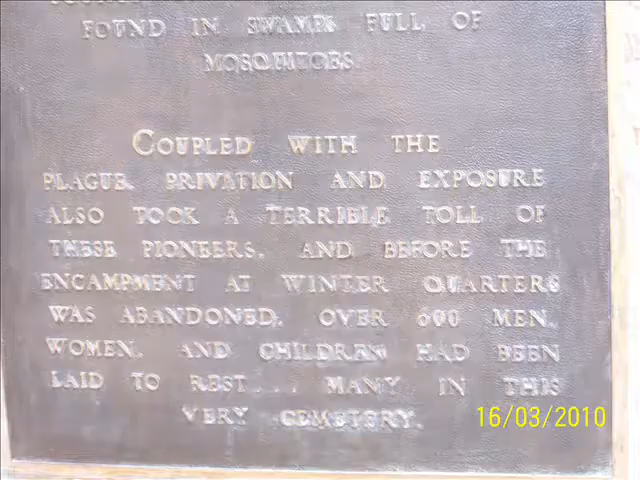 FOUND IN SWAMPS FULL OF
MOSQUITOES.
COUPLED WITH THE
PLAGUE, PRIVATION AND EXPOSURE
ALSO TOOK A TERRIBLE TOLL OF
THESE PIONEERS. AND BEFORE THE
ENCAMPMENT AT WINTER QUARTERS
WAS ABANDONED, OVER 600 MEN,
WOMEN, AND CHILDREN HAD BEEN
LAID TO REST . . . MANY IN THIS
VERY CEMETERY.
16/03/2010